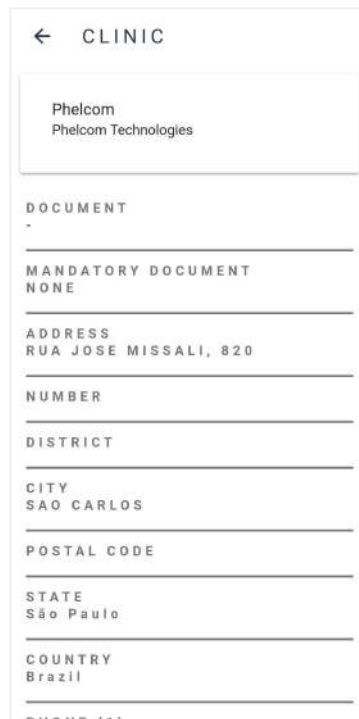 ← CLINIC
Phelcom
Phelcom Technologies
DOCUMENT
-
MANDATORY DOCUMENT
NONE
ADDRESS
RUA JOSE MISSALI, 820
NUMBER
DISTRICT
CITY
SAO CARLOS
POSTAL CODE
STATE
São Paulo
COUNTRY
Brazil